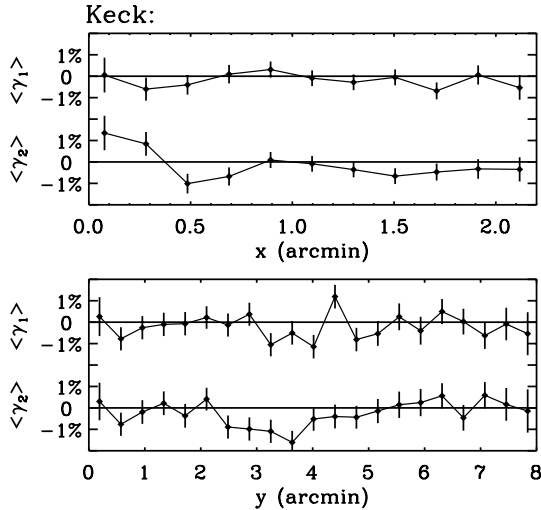 Keck:
<γ₁>
1%
0
−1%
<γ₂>
1%
0
−1%
0.0 0.5 1.0 1.5 2.0
x (arcmin)
<γ₁>
1%
0
−1%
<γ₂>
1%
0
−1%
0 1 2 3 4 5 6 7 8
y (arcmin)